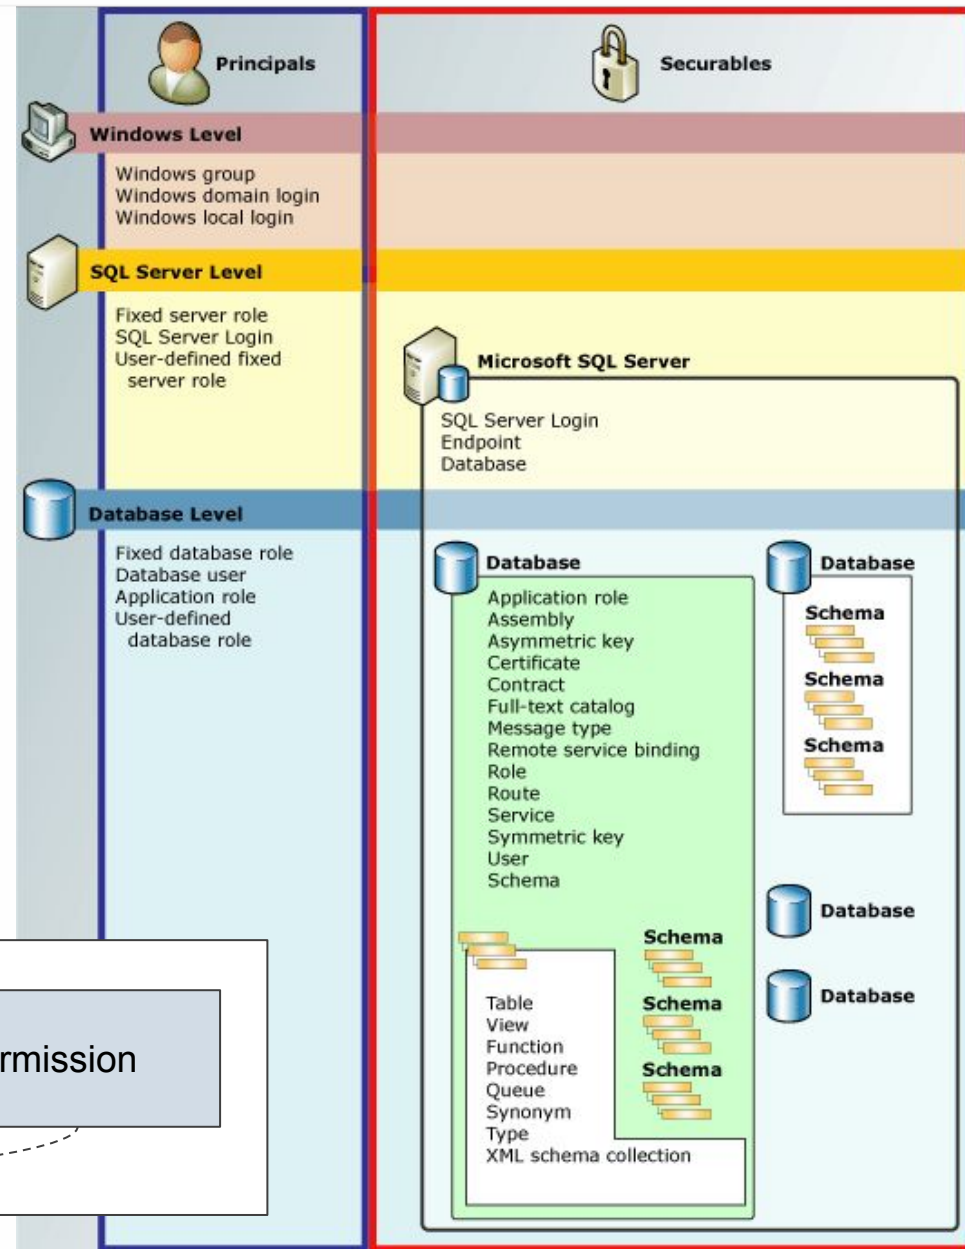 Principals
Securables
Windows Level
Windows group
Windows domain login
Windows local login
SQL Server Level
Fixed server role
SQL Server Login
User-defined fixed
server role
Microsoft SQL Server
SQL Server Login
Endpoint
Database
Database Level
Fixed database role
Database user
Application role
User-defined
database role
Database
Application role
Assembly
Asymmetric key
Certificate
Contract
Full-text catalog
Message type
Remote service binding
Role
Route
Service
Symmetric key
User
Schema
Table
View
Function
Procedure
Queue
Synonym
Type
XML schema collection
Schema
Schema
Schema
Database
Schema
Schema
Schema
Database
Database
rmission